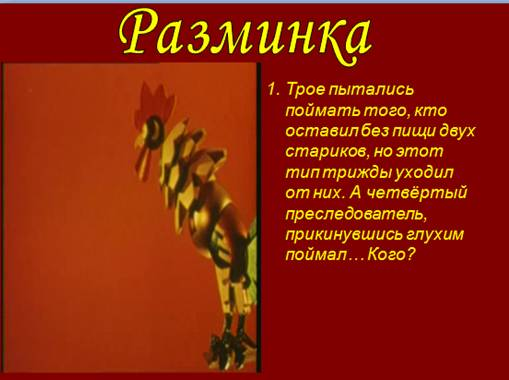 Разминка
1. Трое пытались
поймать того, кто
оставил без пищи двух
стариков, но этот
тип трижды уходил
от них. А четвёртый
преследователь,
прикинувшись глухим
поймал ... Кого?